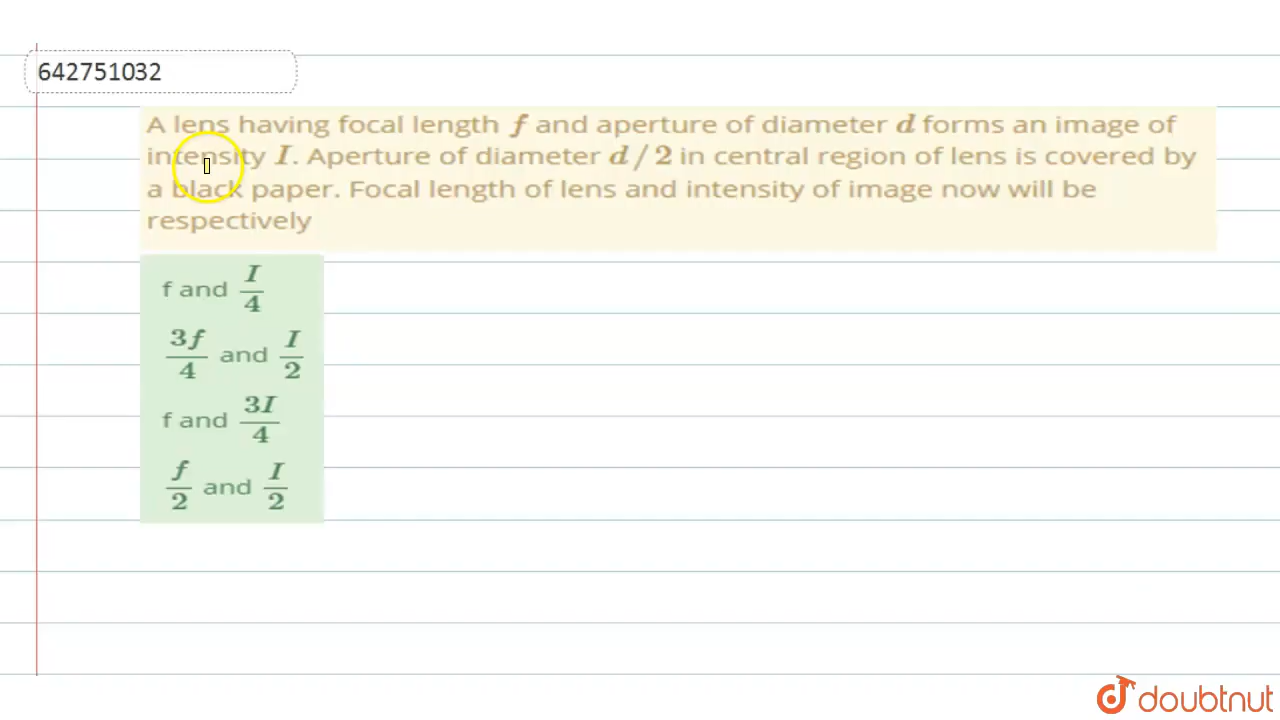 642751032
A lens having focal length f and aperture of diameter d forms an image of
intensity I. Aperture of diameter d/2 in central region of lens is covered by
a black paper. Focal length of lens and intensity of image now will be
respectively
f and I/4
3f/4 and I/2
f and 3I/4
f/2 and I/2
doubtnut